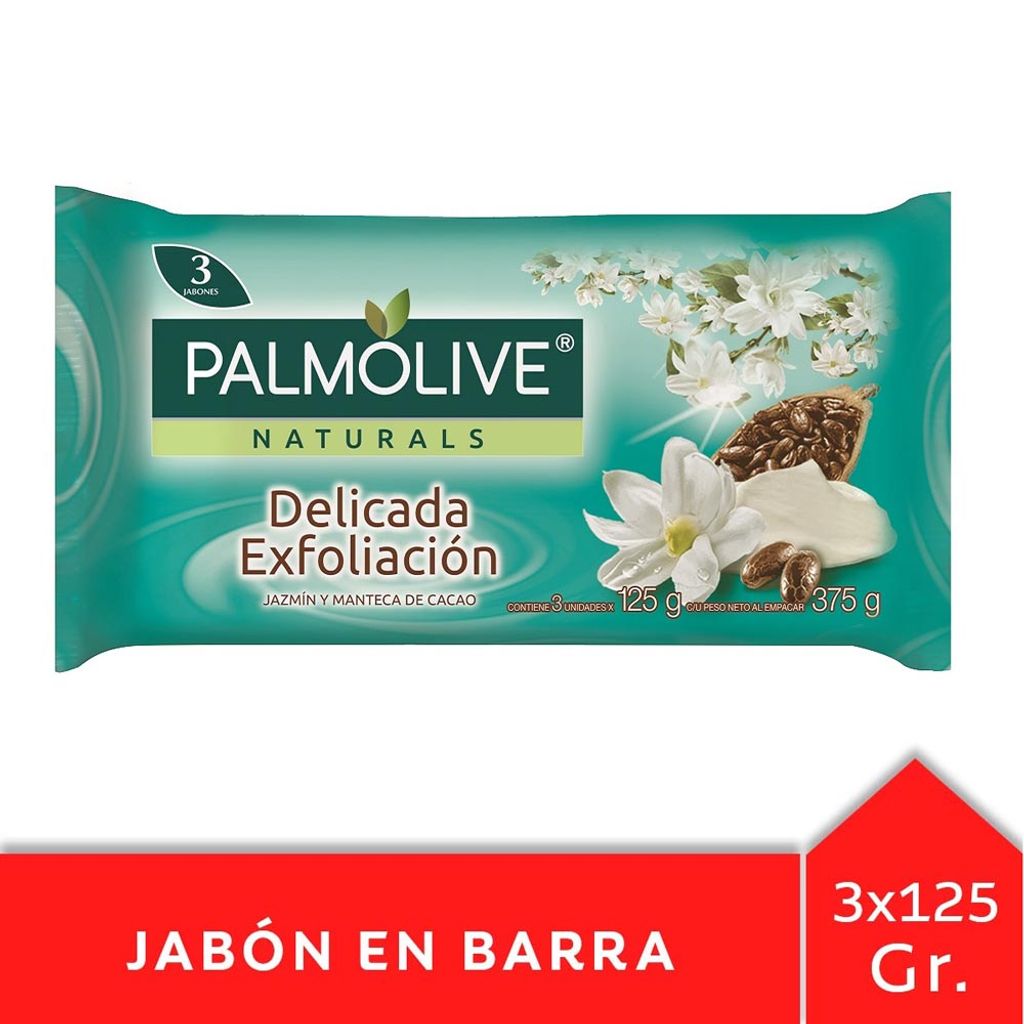 3
JABONES
PALMOLIVE®
NATURALS
Delicada
Exfoliación
JAZMÍN Y MANTECA DE CACAO
CONTIENE 3 UNIDADES X 125 g C/U PESO NETO AL EMPACAR 375 g
JABÓN EN BARRA
3x125
Gr.